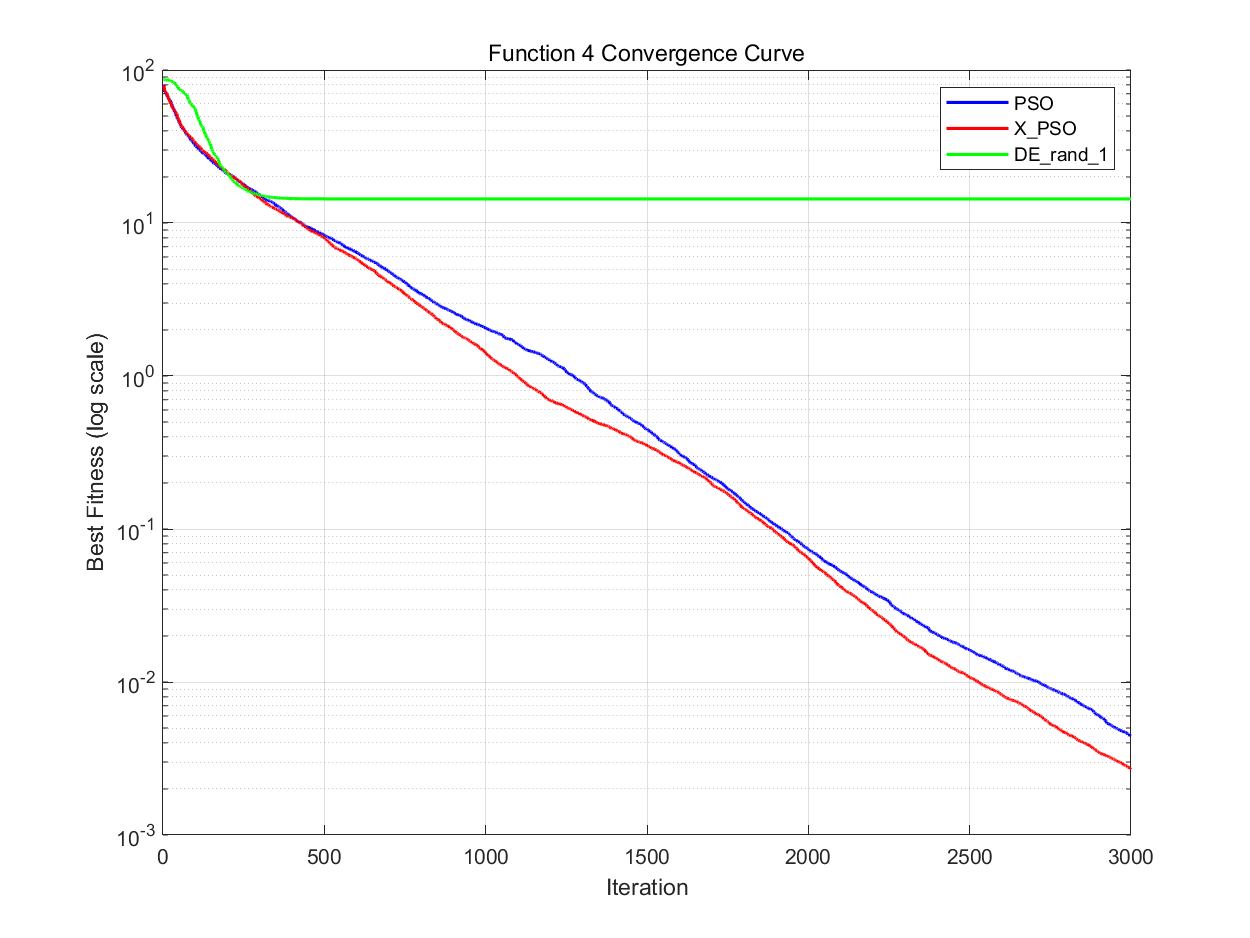 Function 4 Convergence Curve
10^2
10^1
10^0
10^-1
10^-2
10^-3
Best Fitness (log scale)
PSO
X_PSO
DE_rand_1
0 500 1000 1500 2000 2500 3000
Iteration